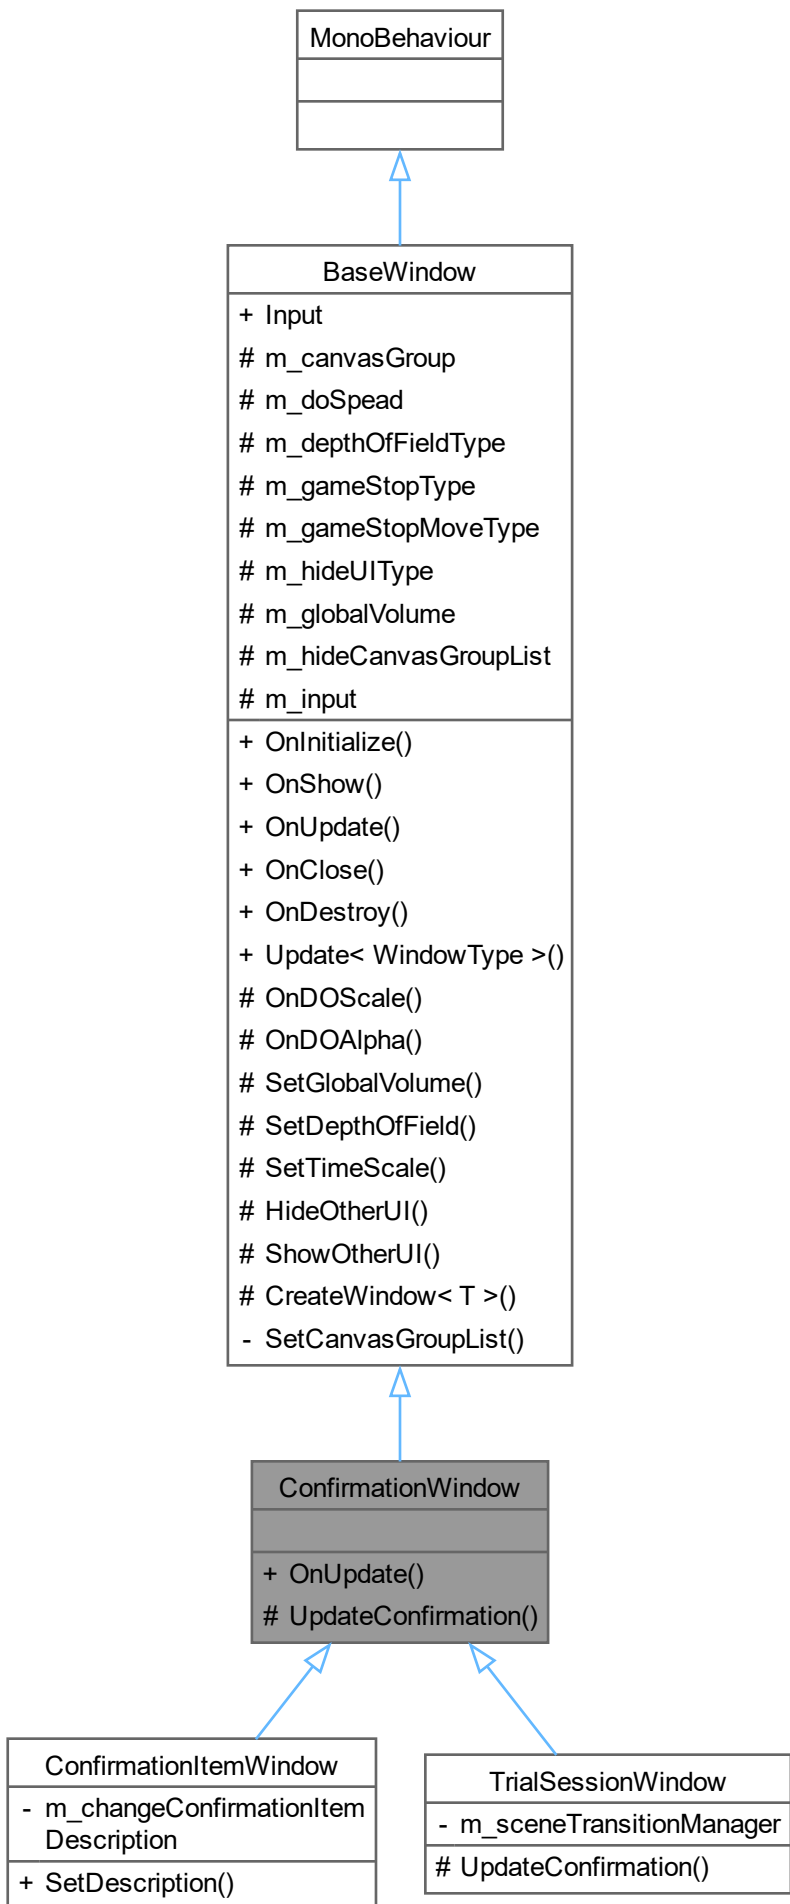 MonoBehaviour
BaseWindow
+ Input
# m_canvasGroup
# m_doSpead
# m_depthOfFieldType
# m_gameStopType
# m_gameStopMoveType
# m_hideUIType
# m_globalVolume
# m_hideCanvasGroupList
# m_input
+ OnInitialize()
+ OnShow()
+ OnUpdate()
+ OnClose()
+ OnDestroy()
+ Update< WindowType >()
# OnDOScale()
# OnDOAlpha()
# SetGlobalVolume()
# SetDepthOfField()
# SetTimeScale()
# HideOtherUI()
# ShowOtherUI()
# CreateWindow< T >()
- SetCanvasGroupList()
ConfirmationWindow
+ OnUpdate()
# UpdateConfirmation()
ConfirmationItemWindow
- m_changeConfirmationItem
Description
+ SetDescription()
TrialSessionWindow
- m_sceneTransitionManager
# UpdateConfirmation()